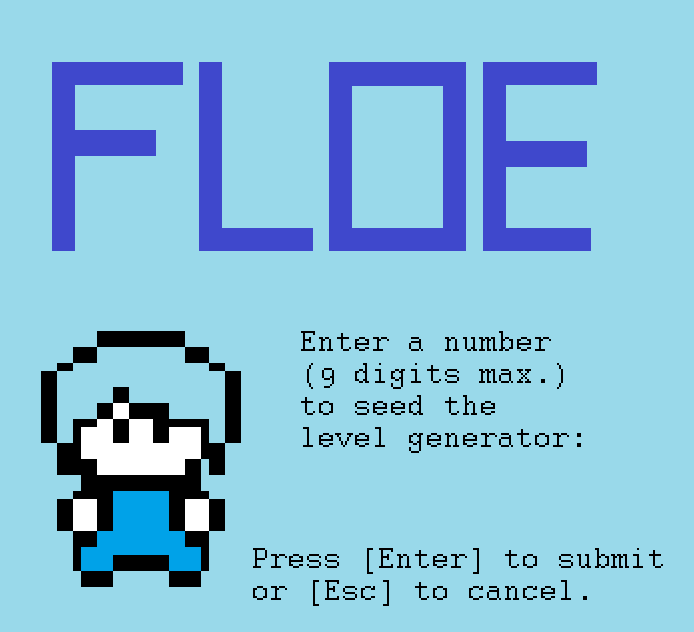 FLOE
Enter a number
(9 digits max.)
to seed the
level generator:
Press [Enter] to submit
or [Esc] to cancel.